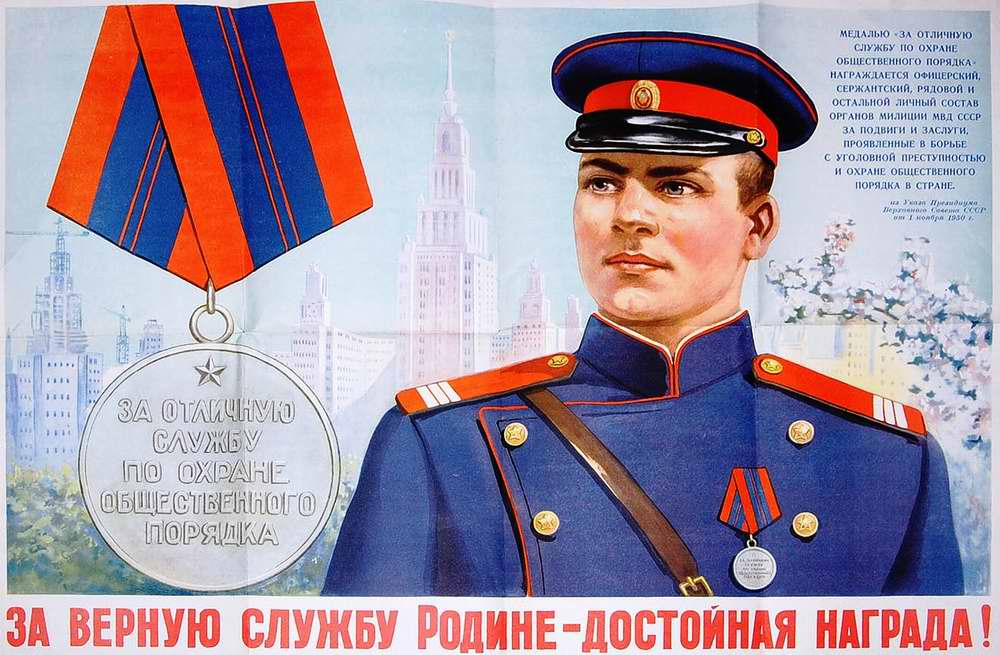 МЕДАЛЬЮ «ЗА ОТЛИЧНУЮ
СЛУЖБУ ПО ОХРАНЕ
ОБЩЕСТВЕННОГО ПОРЯДКА»
НАГРАЖДАЕТСЯ ОФИЦЕРСКИЙ,
СЕРЖАНТСКИЙ, РЯДОВОЙ И
ОСТАЛЬНОЙ ЛИЧНЫЙ СОСТАВ
ОРГАНОВ МИЛИЦИИ МВД СССР
ЗА ПОДВИГИ И ЗАСЛУГИ,
ПРОЯВЛЕННЫЕ В БОРЬБЕ
С УГОЛОВНОЙ ПРЕСТУПНОСТЬЮ
И ОХРАНЕ ОБЩЕСТВЕННОГО
ПОРЯДКА В СТРАНЕ.
из Указа Президиума
Верховного Совета СССР
от 1 ноября 1950 г.
ЗА ОТЛИЧНУЮ
СЛУЖБУ
ПО ОХРАНЕ
ОБЩЕСТВЕННОГО
ПОРЯДКА
ЗА ВЕРНУЮ СЛУЖБУ РОДИНЕ–ДОСТОЙНАЯ НАГРАДА!